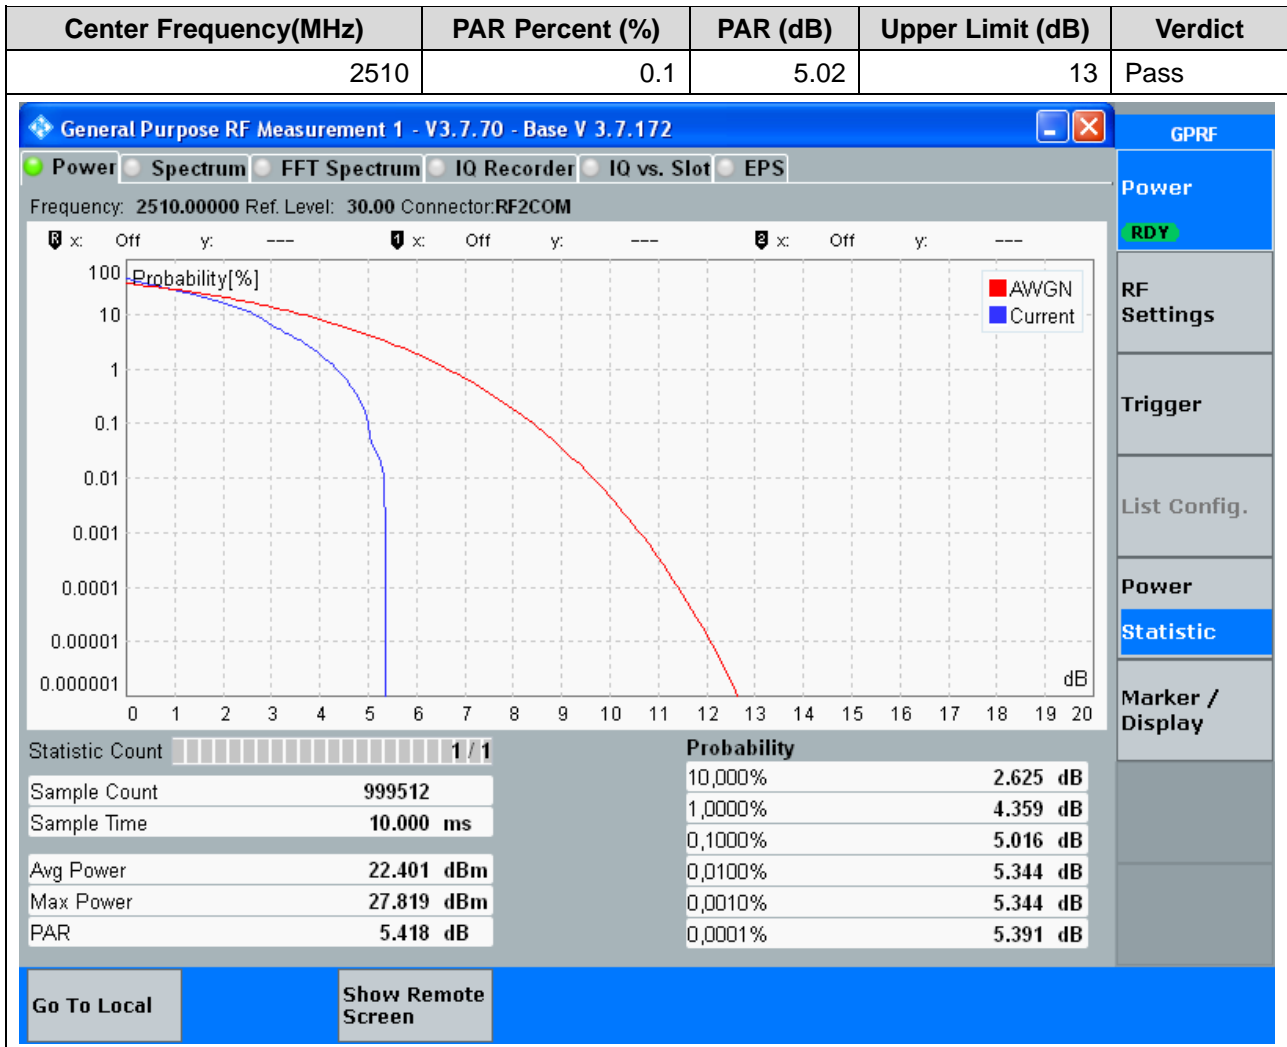 Center Frequency(MHz) PAR Percent (%) PAR (dB) Upper Limit (dB) Verdict
2510 0.1 5.02 13 Pass
General Purpose RF Measurement 1 - V3.7.70 - Base V 3.7.172
GPRF
Power Spectrum FFT Spectrum IQ Recorder IQ vs. Slot EPS
Frequency: 2510.00000 Ref. Level: 30.00 Connector:RF2COM
R x: Off y: --- 1 x: Off y: --- 2 x: Off y: ---
Probability[%]
AWGN
Current
100
10
1
0.1
0.01
0.001
0.0001
0.00001
0.000001
dB
0 1 2 3 4 5 6 7 8 9 10 11 12 13 14 15 16 17 18 19 20
Statistic Count 1 / 1
Sample Count 999512
Sample Time 10.000 ms
Avg Power 22.401 dBm
Max Power 27.819 dBm
PAR 5.418 dB
Probability
10,000% 2.625 dB
1,0000% 4.359 dB
0,1000% 5.016 dB
0,0100% 5.344 dB
0,0010% 5.344 dB
0,0001% 5.391 dB
Power
RDY
RF
Settings
Trigger
List Config.
Power
Statistic
Marker /
Display
Go To Local
Show Remote
Screen